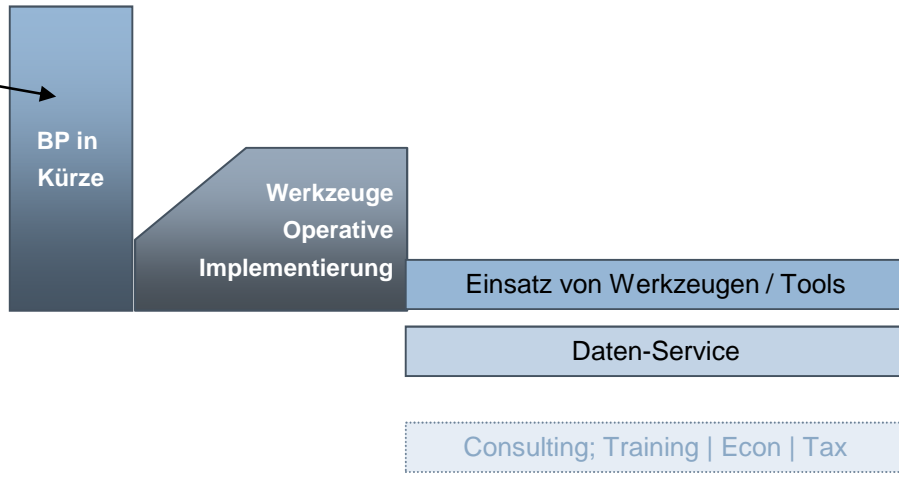 BP in
Kürze
Werkzeuge
Operative
Implementierung
Einsatz von Werkzeugen / Tools
Daten-Service
Consulting; Training | Econ | Tax